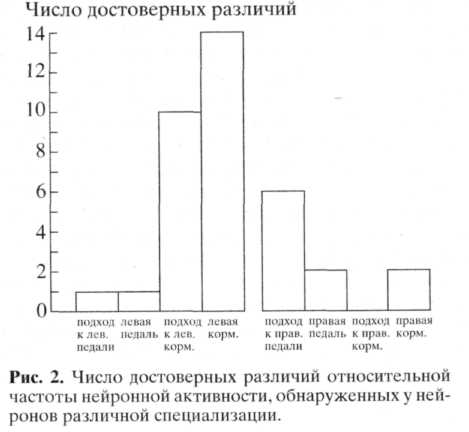 Число достоверных различий
14
12
10
8
6
4
2
0
подход левая подход левая подход правая подход правая
к лев. педаль к лев. корм. к прав. педаль к прав. корм.
педали корм. педали корм.
Рис. 2. Число достоверных различий относительной
частоты нейронной активности, обнаруженных у ней-
ронов различной специализации.